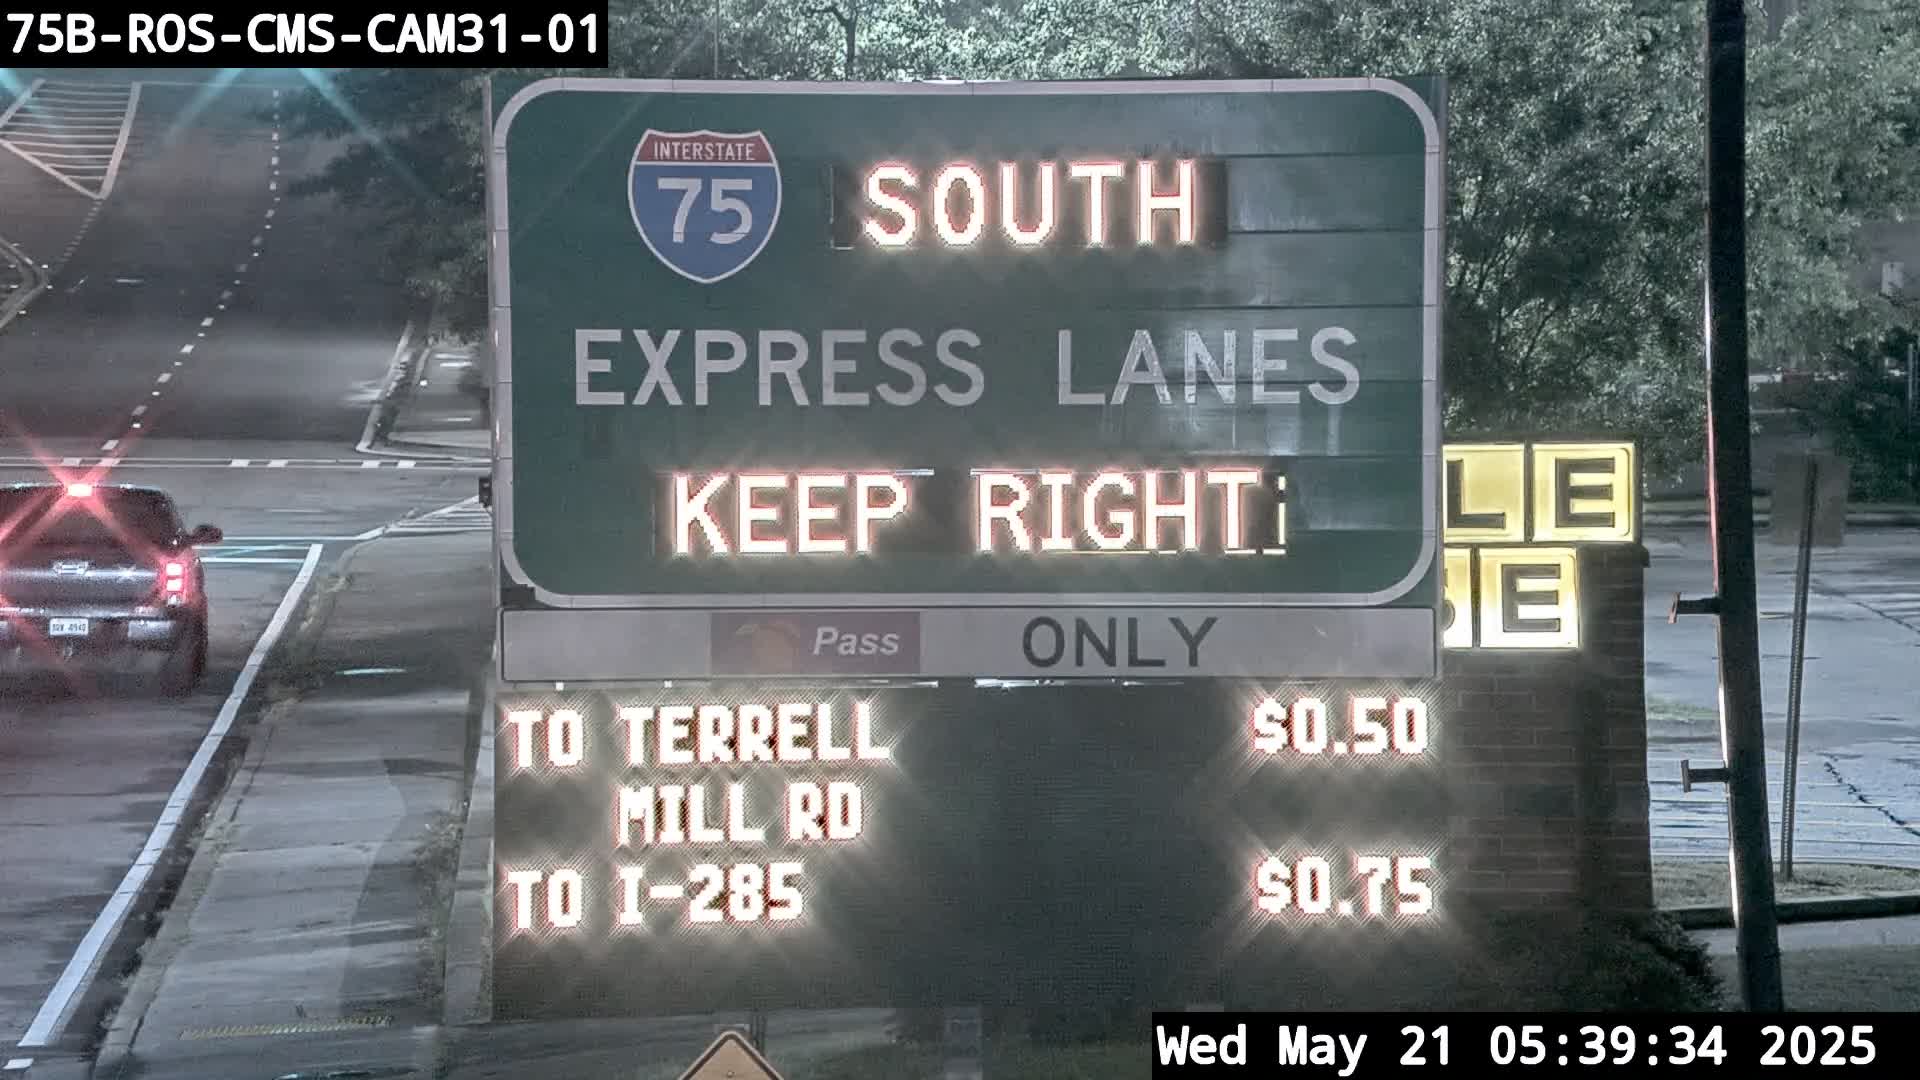 75B-ROS-CMS-CAM31-01
INTERSTATE
75
SOUTH
EXPRESS LANES
KEEP RIGHT
Pass ONLY
TO TERRELL $0.50
MILL RD
TO I-285 $0.75
LE
E
Wed May 21 05:39:34 2025